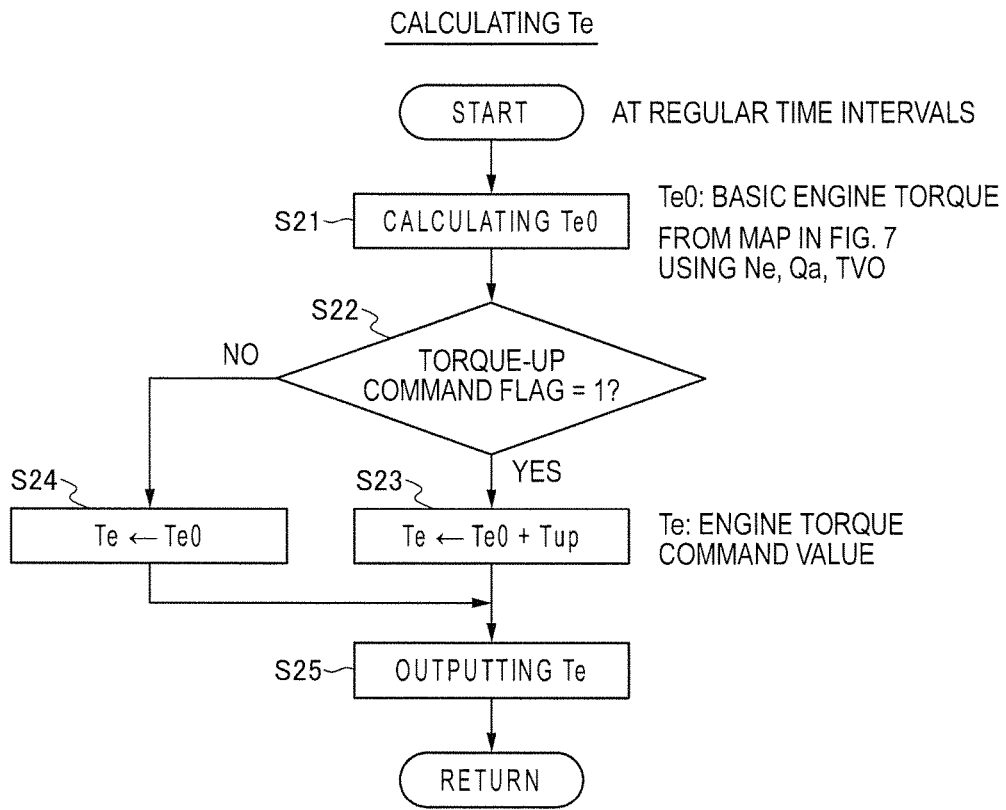 CALCULATING Te
START
AT REGULAR TIME INTERVALS
S21
CALCULATING Te0
Te0: BASIC ENGINE TORQUE
FROM MAP IN FIG. 7
USING Ne, Qa, TVO
S22
TORQUE-UP
COMMAND FLAG = 1?
NO
YES
S24
Te ← Te0
S23
Te ← Te0 + Tup
Te: ENGINE TORQUE
COMMAND VALUE
S25
OUTPUTTING Te
RETURN